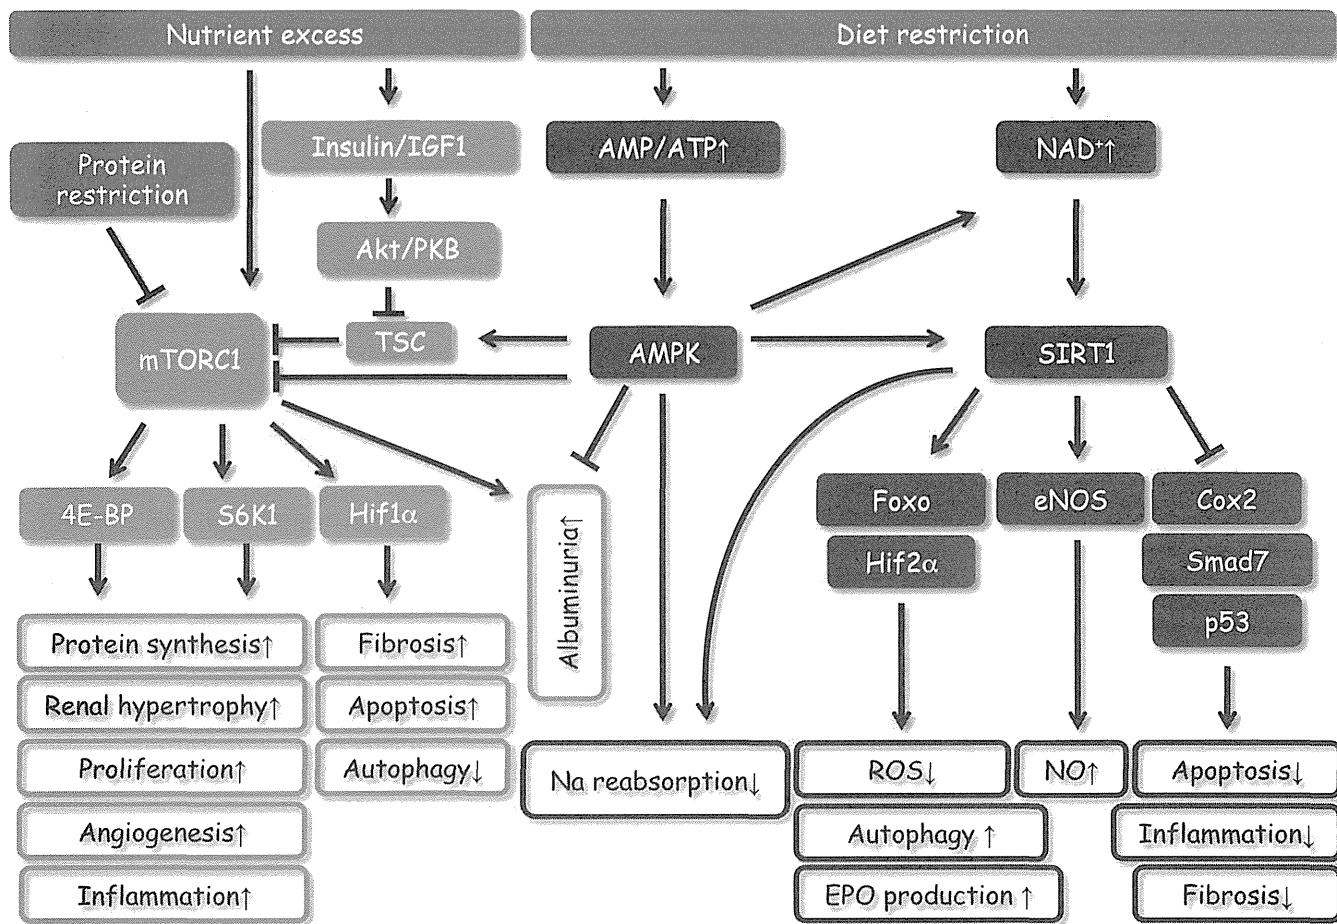 Nutrient excess
Diet restriction
Insulin/IGF1
AMP/ATP↑
NAD⁺↑
Protein
restriction
Akt/PKB
mTORC1
TSC
AMPK
SIRT1
4E-BP
S6K1
Hif1α
Albuminuria↑
Foxo
eNOS
Cox2
Hif2α
Smad7
p53
Protein synthesis↑
Fibrosis↑
Renal hypertrophy↑
Apoptosis↑
Proliferation↑
Autophagy↓
Na reabsorption↓
ROS↓
NO↑
Apoptosis↓
Angiogenesis↑
Autophagy ↑
Inflammation↓
Inflammation↑
EPO production ↑
Fibrosis↓